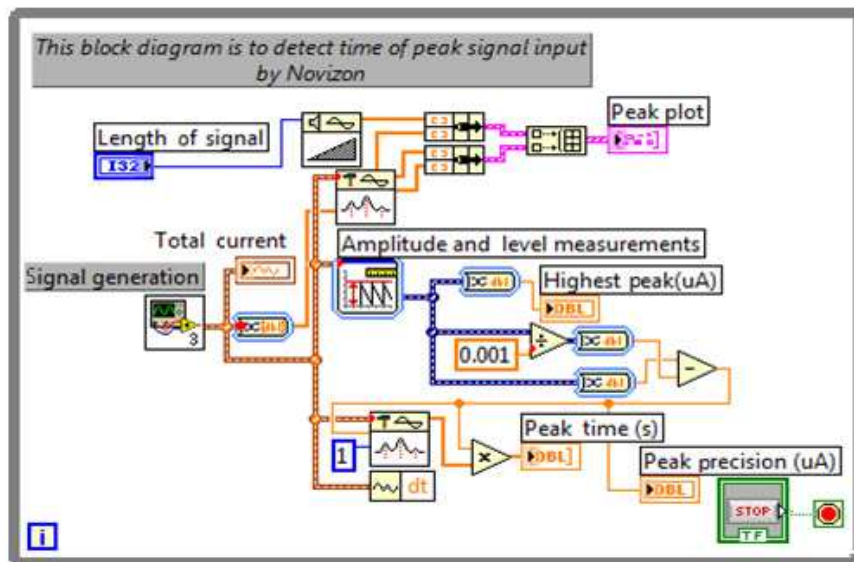 This block diagram is to detect time of peak signal input
by Novizon
Peak plot
Length of signal
I32
Total current
Amplitude and level measurements
Signal generation
Highest peak(uA)
3
DBL
0.001
Peak time (s)
1
DBL
Peak precision (uA)
dt
DBL
STOP
TF
i